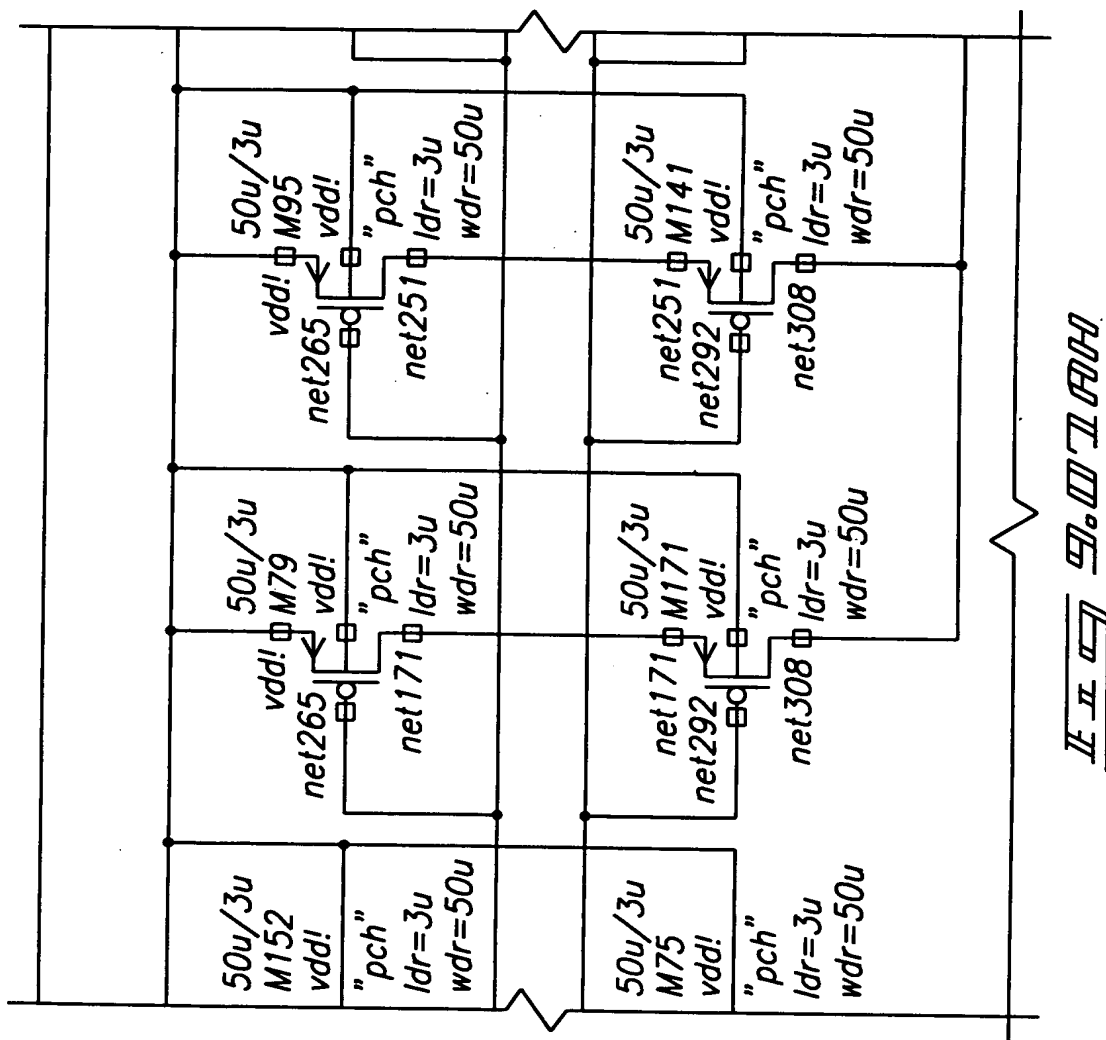 50u/3u
M152
vdd!
"pch"
ldr=3u
wdr=50u
vdd!
net265
net171
50u/3u
M79
vdd!
"pch"
ldr=3u
wdr=50u
vdd!
net265
net251
50u/3u
M95
vdd!
"pch"
ldr=3u
wdr=50u
50u/3u
M75
vdd!
"pch"
ldr=3u
wdr=50u
net171
net292
net308
50u/3u
M171
vdd!
"pch"
ldr=3u
wdr=50u
net251
net292
net308
50u/3u
M141
vdd!
"pch"
ldr=3u
wdr=50u
FIG 9.07AH